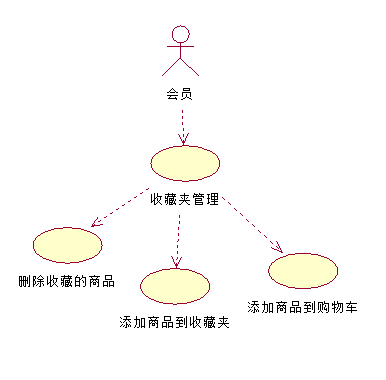 会员
收藏夹管理
删除收藏的商品
添加商品到收藏夹
添加商品到购物车